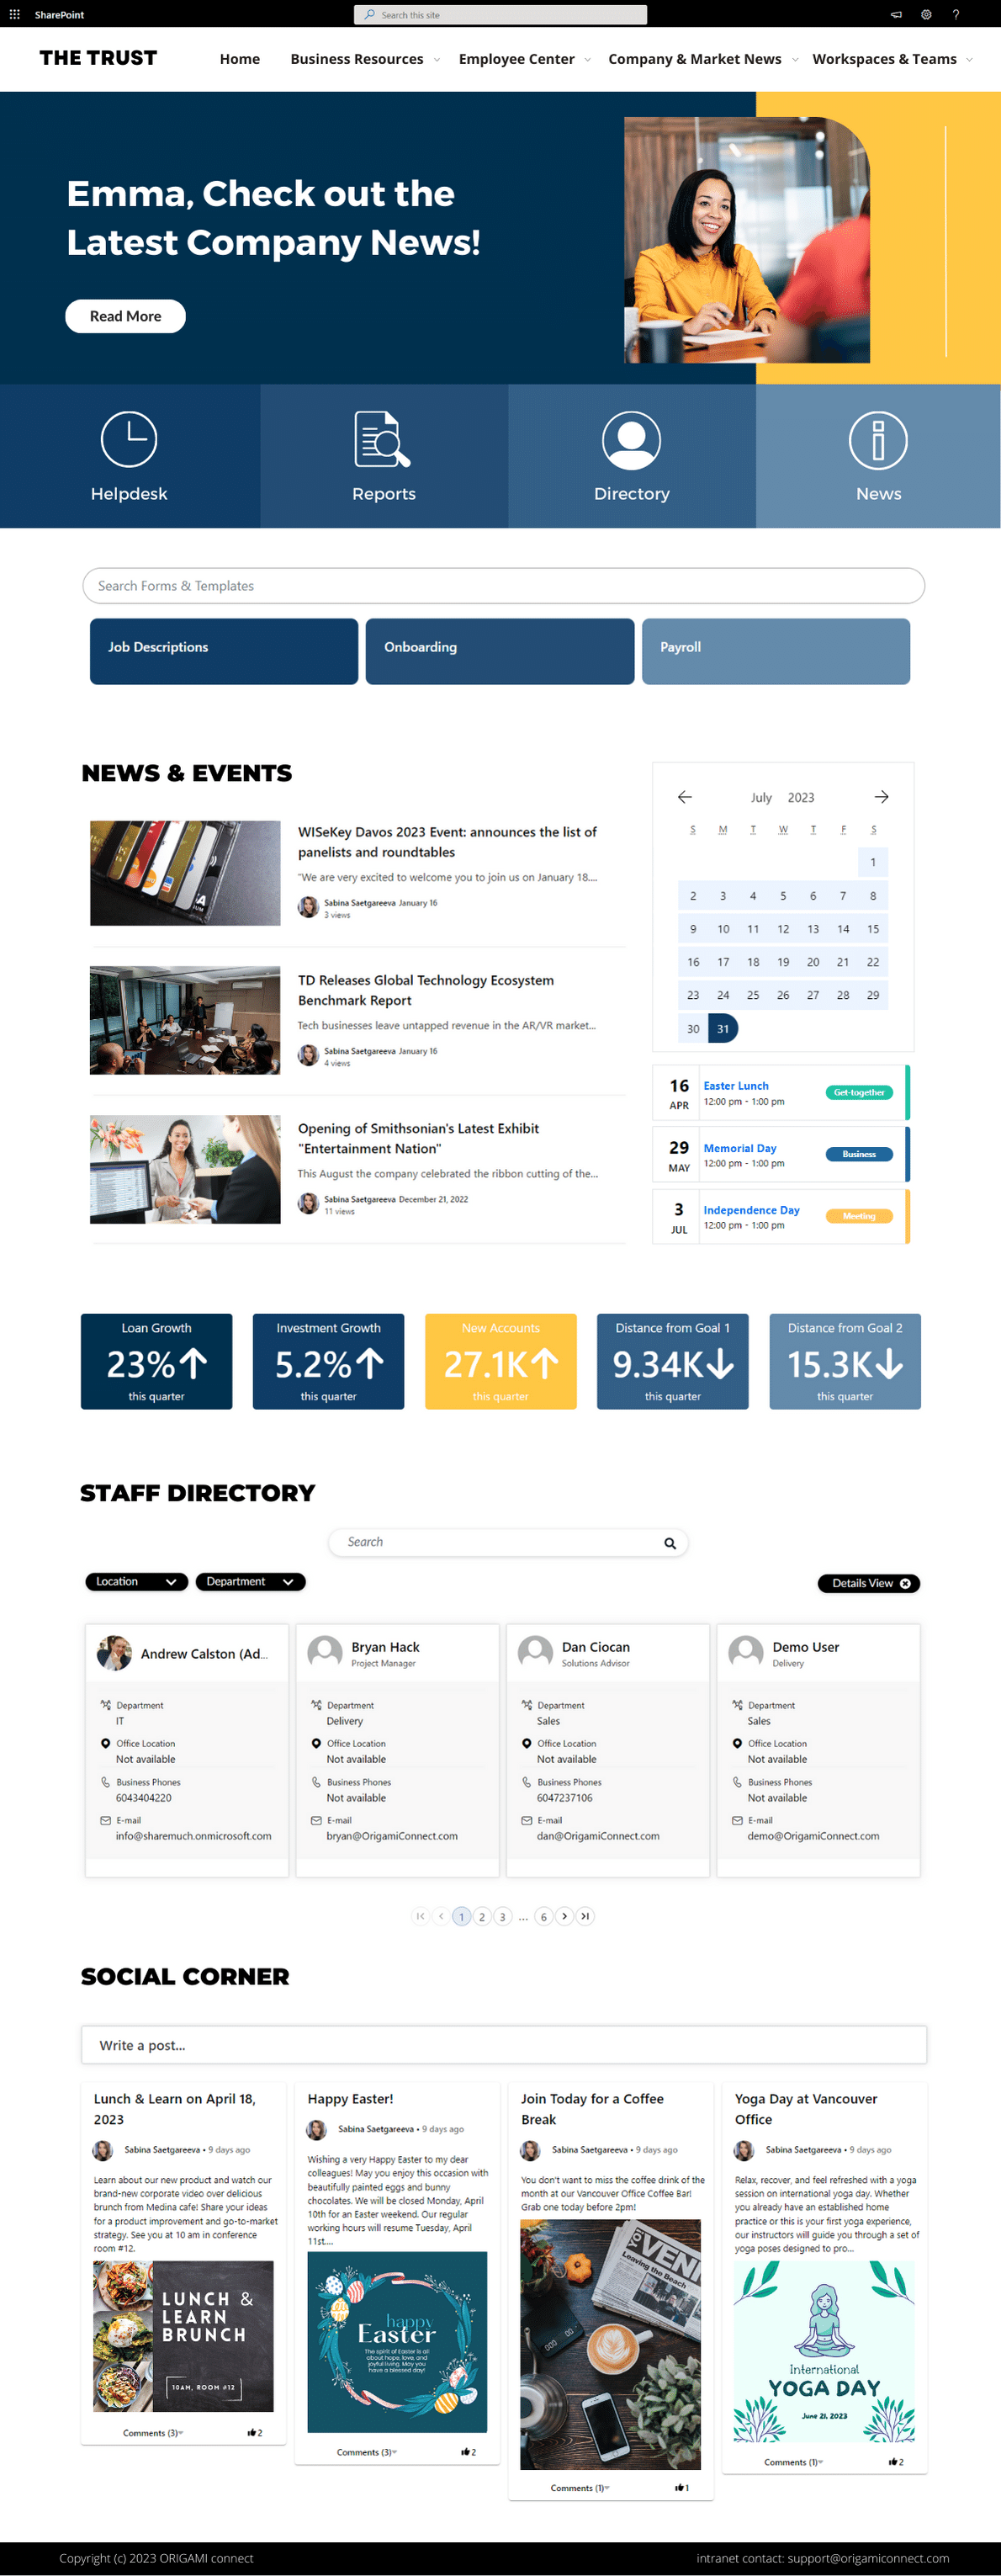 SharePoint
Search this site
THE TRUST
Home
Business Resources
Employee Center
Company & Market News
Workspaces & Teams
Emma, Check out the
Latest Company News!
Read More
Helpdesk
Reports
Directory
News
Search Forms & Templates
Job Descriptions
Onboarding
Payroll
NEWS & EVENTS
WISeKey Davos 2023 Event: announces the list of
panelists and roundtables
"We are very excited to welcome you to join us on January 18....
Sabina Saetgareeva January 16
3 views
TD Releases Global Technology Ecosystem
Benchmark Report
Tech businesses leave untapped revenue in the AR/VR market...
Sabina Saetgareeva January 16
4 views
Opening of Smithsonian's Latest Exhibit
"Entertainment Nation"
This August the company celebrated the ribbon cutting of the...
Sabina Saetgareeva December 21, 2022
11 views
July 2023
S M T W T F S
1
2 3 4 5 6 7 8
9 10 11 12 13 14 15
16 17 18 19 20 21 22
23 24 25 26 27 28 29
30 31
16
APR
Easter Lunch
12:00 pm - 1:00 pm
Get-together
29
MAY
Memorial Day
12:00 pm - 1:00 pm
Business
3
JUL
Independence Day
12:00 pm - 1:00 pm
Meeting
Loan Growth
23%
this quarter
Investment Growth
5.2%
this quarter
New Accounts
27.1K
this quarter
Distance from Goal 1
9.34K
this quarter
Distance from Goal 2
15.3K
this quarter
STAFF DIRECTORY
Search
Location
Department
Details View
Andrew Calston (Ad...
Department
IT
Office Location
Not available
Business Phones
6043404220
E-mail
info@sharemuch.onmicrosoft.com
Bryan Hack
Project Manager
Department
Delivery
Office Location
Not available
Business Phones
Not available
E-mail
bryan@OrigamiConnect.com
Dan Ciocan
Solutions Advisor
Department
Sales
Office Location
Not available
Business Phones
6047237106
E-mail
dan@OrigamiConnect.com
Demo User
Delivery
Department
Sales
Office Location
Not available
Business Phones
Not available
E-mail
demo@OrigamiConnect.com
1 2 3 ... 6
SOCIAL CORNER
Write a post...
Lunch & Learn on April 18,
2023
Sabina Saetgareeva • 9 days ago
Learn about our new product and watch our
brand-new corporate video over delicious
brunch from Medina cafe! Share your ideas
for a product improvement and go-to-market
strategy. See you at 10 am in conference
room #12.
LUNCH &
LEARN
BRUNCH
10AM, ROOM #12
Comments (3)
2
Happy Easter!
Sabina Saetgareeva • 9 days ago
Wishing a very Happy Easter to my dear
colleagues! May you enjoy this occasion with
beautifully painted eggs and bunny
chocolates. We will be closed Monday, April
10th for an Easter weekend. Our regular
working hours will resume Tuesday, April
11st....
happy
Easter
The spirit of Easter is all
about hope, love, and
joyful living. May you
have a blessed day!
Comments (3)
2
Join Today for a Coffee
Break
Sabina Saetgareeva • 9 days ago
You don't want to miss the coffee drink of the
month at our Vancouver Office Coffee Bar!
Grab one today before 2pm!
Leaving the Beach
Comments (1)
1
Yoga Day at Vancouver
Office
Sabina Saetgareeva • 9 days ago
Relax, recover, and feel refreshed with a yoga
session on international yoga day. Whether
you already have an established home
practice or this is your first yoga experience,
our instructors will guide you through a set of
yoga poses designed to pro...
International
YOGA DAY
June 21, 2023
Comments (1)
2
Copyright (c) 2023 ORIGAMI connect
intranet contact: support@origamiconnect.com